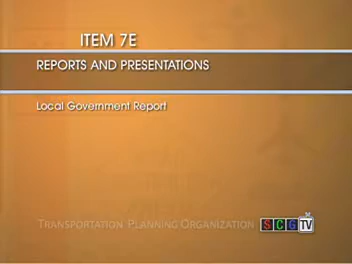 ITEM 7E
REPORTS AND PRESENTATIONS
Local Government Report
TRANSPORTATION PLANNING ORGANIZATION SCG TV